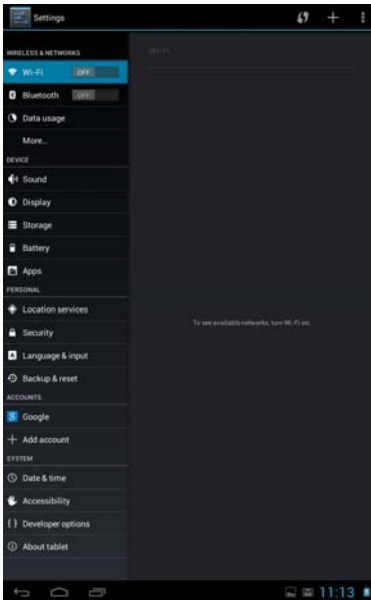 Settings
WIRELESS & NETWORKS
Wi-Fi OFF
Bluetooth OFF
Data usage
More...
DEVICE
Sound
Display
Storage
Battery
Apps
PERSONAL
Location services
Security
Language & input
Backup & reset
ACCOUNTS
Google
Add account
SYSTEM
Date & time
Accessibility
Developer options
About tablet
Wi-Fi
To see available networks, turn Wi-Fi on.
11:13